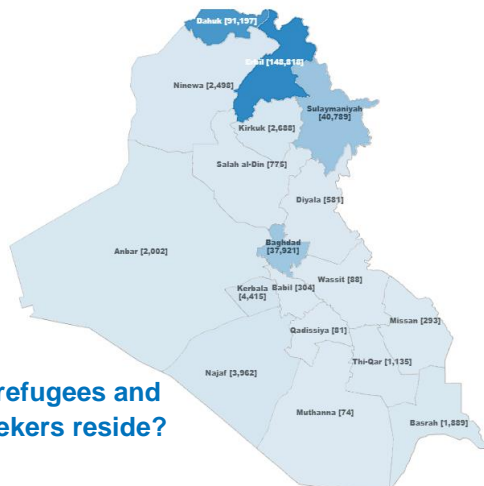 Dahuk [91,197]
Erbil [148,816]
Ninewa [2,498]
Sulaymaniyah
[40,789]
Kirkuk [2,688]
Salah al-Din [775]
Diyala [581]
Baghdad
[37,921]
Anbar [2,002]
Wassit [88]
Kerbala
[4,415]
Babil [304]
Missan [293]
Qadissiya [81]
Thi-Qar [1,135]
Najaf [3,962]
refugees and
ekers reside?
Muthanna [74]
Basrah [1,889]